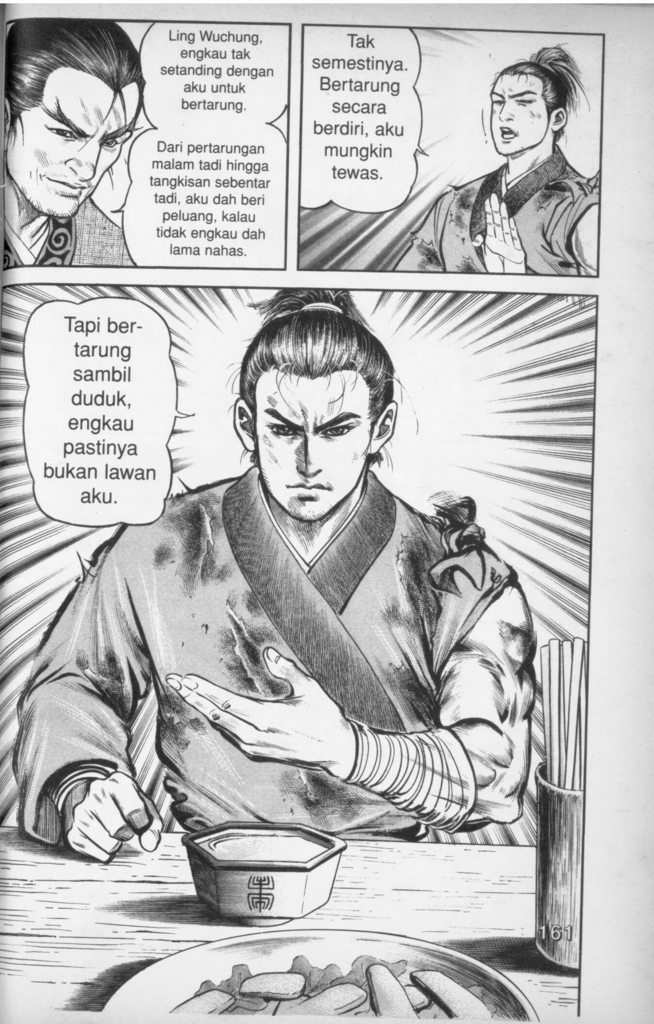 Ling Wuchung,
engkau tak
setanding dengan
aku untuk
bertarung.
Dari pertarungan
malam tadi hingga
tangkisan sebentar
tadi, aku dah beri
peluang, kalau
tidak engkau dah
lama nahas.
Tak
semestinya.
Bertarung
secara
berdiri, aku
mungkin
tewas.
Tapi ber-
tarung
sambil
duduk,
engkau
pastinya
bukan lawan
aku.
161